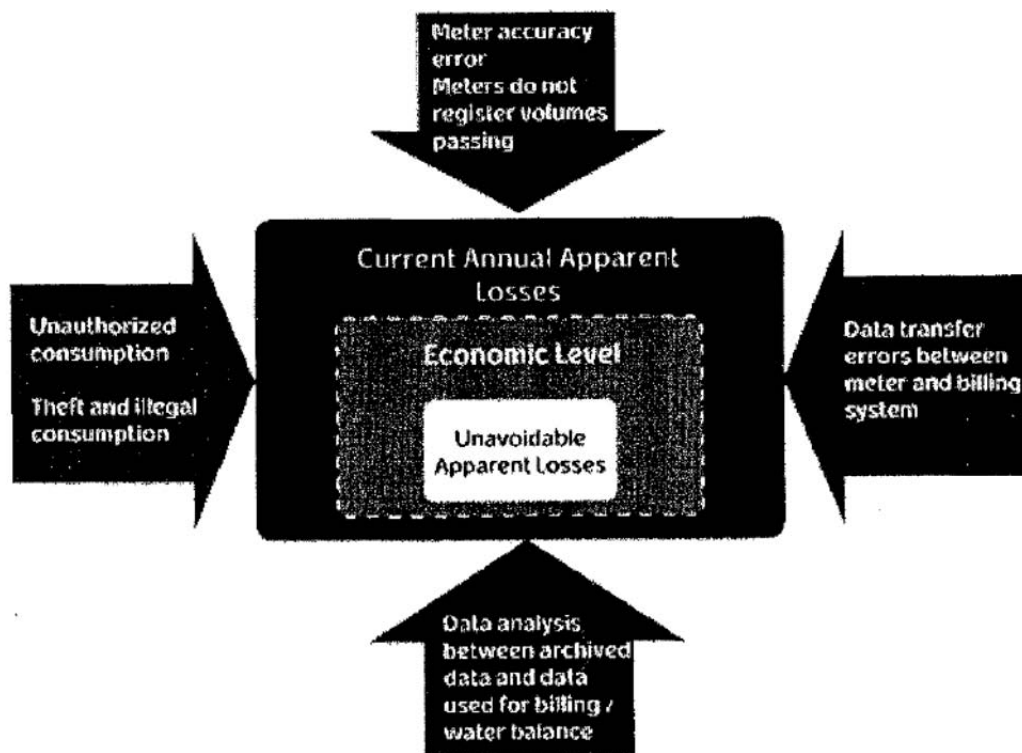 Meter accuracy
error
Meters do not
register volumes
passing
Current Annual Apparent
Losses
Economic Level
Unavoidable
Apparent Losses
Unauthorized
consumption
Theft and illegal
consumption
Data transfer
errors between
meter and billing
system
Data analysis
between archived
data and data
used for billing /
water balance